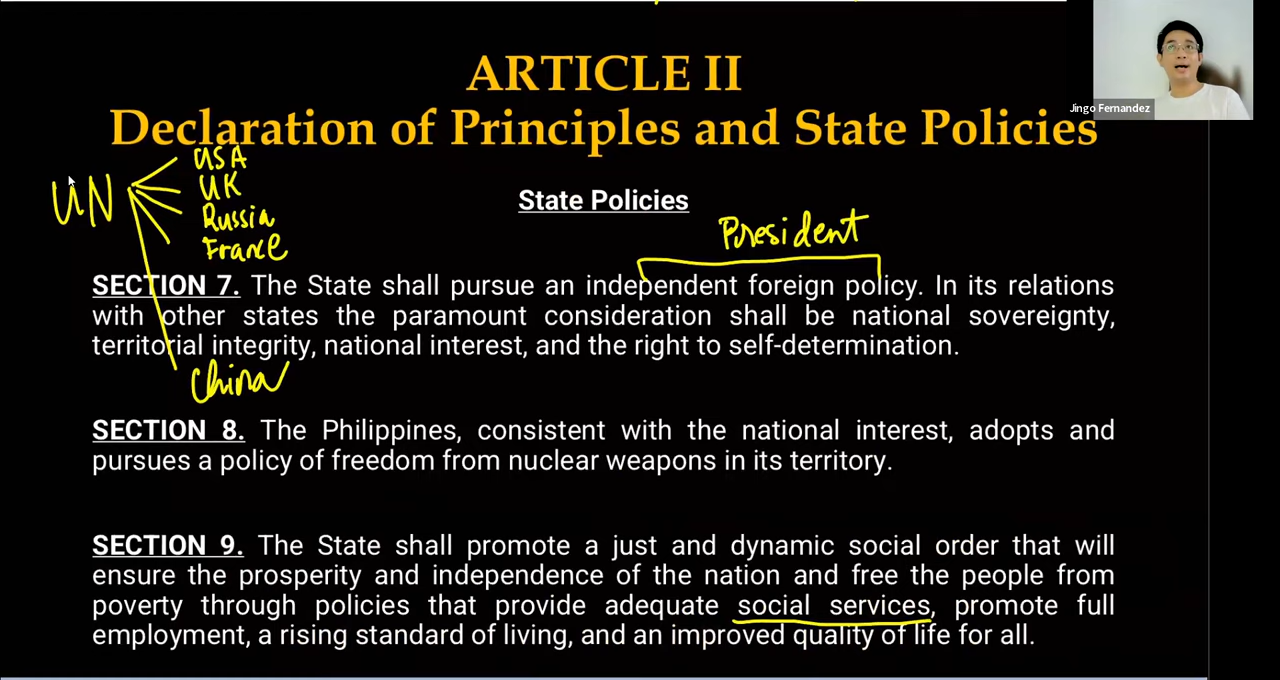 ARTICLE II
Jingo Fernandez
Declaration of Principles and State Policies
USA
UN
UK
State Policies
Russia
President
France
SECTION 7. The State shall pursue an independent foreign policy. In its relations
with other states the paramount consideration shall be national sovereignty,
territorial integrity, national interest, and the right to self-determination.
China
SECTION 8. The Philippines, consistent with the national interest, adopts and
pursues a policy of freedom from nuclear weapons in its territory.
SECTION 9. The State shall promote a just and dynamic social order that will
ensure the prosperity and independence of the nation and free the people from
poverty through policies that provide adequate social services, promote full
employment, a rising standard of living, and an improved quality of life for all.